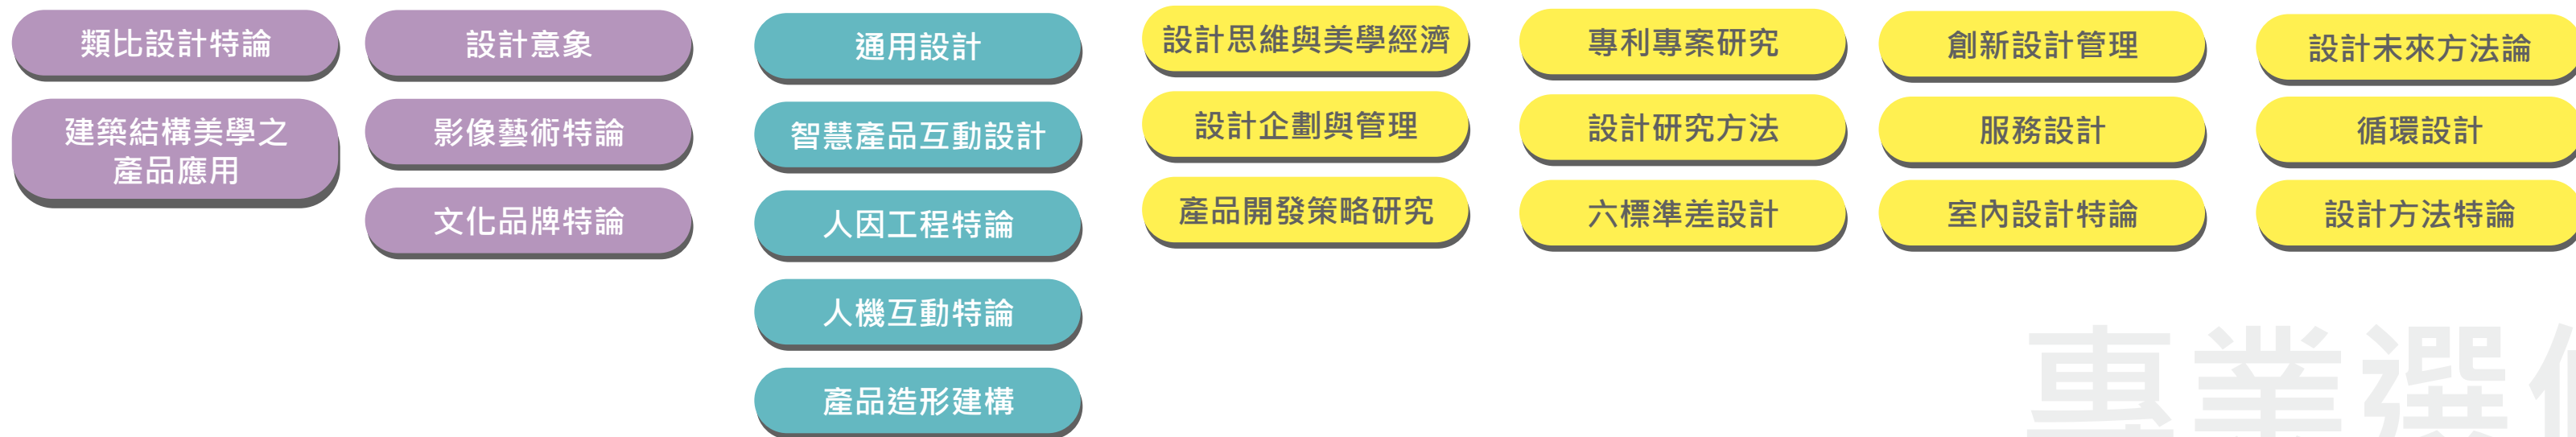 類比設計特論
建築結構美學之
產品應用
設計意象
影像藝術特論
文化品牌特論
通用設計
智慧產品互動設計
人因工程特論
人機互動特論
產品造形建構
設計思維與美學經濟
設計企劃與管理
產品開發策略研究
專利專案研究
設計研究方法
六標準差設計
創新設計管理
服務設計
室內設計特論
設計未來方法論
循環設計
設計方法特論
專業選